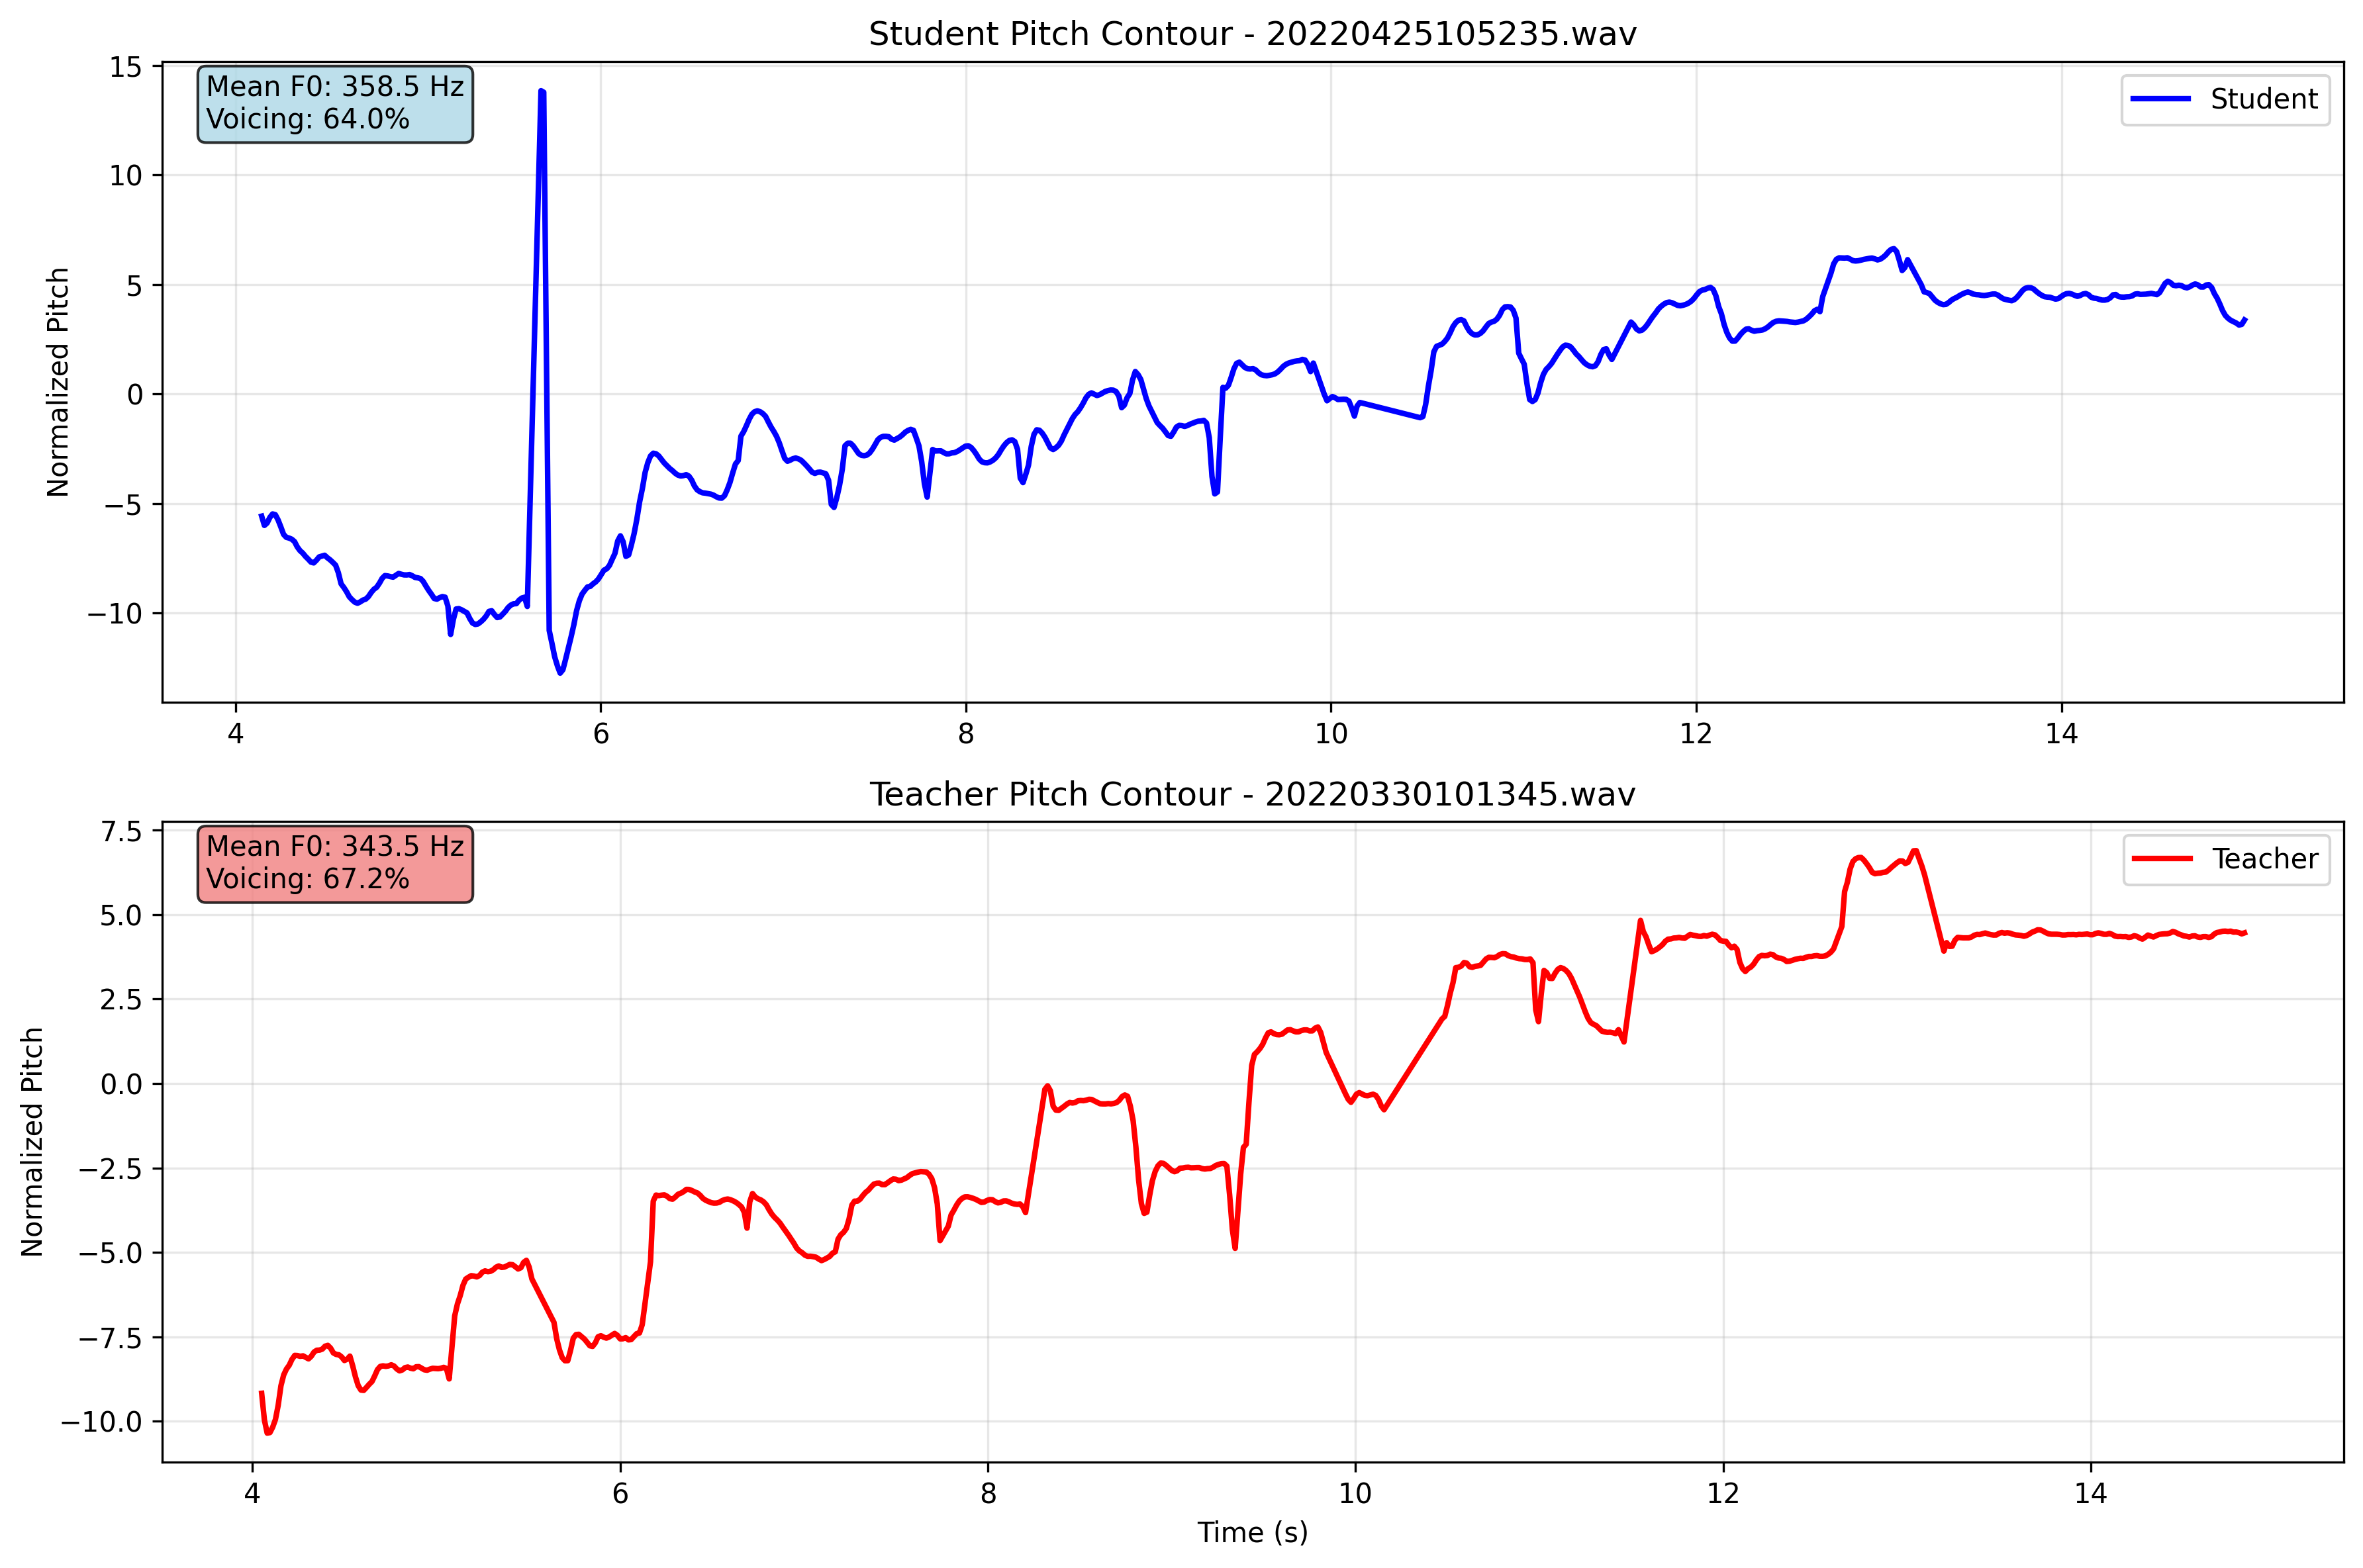 Student Pitch Contour - 20220425105235.wav
Mean F0: 358.5 Hz
Voicing: 64.0%
Student
Normalized Pitch
15
10
5
0
−5
−10
4 6 8 10 12 14
Teacher Pitch Contour - 20220330101345.wav
Mean F0: 343.5 Hz
Voicing: 67.2%
Teacher
Normalized Pitch
7.5
5.0
2.5
0.0
−2.5
−5.0
−7.5
−10.0
4 6 8 10 12 14
Time (s)